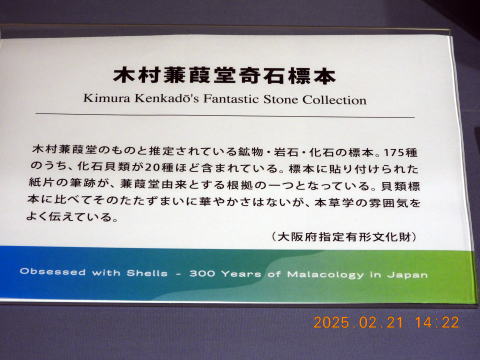 木村蒹葭堂奇石標本
Kimura Kenkadō's Fantastic Stone Collection
木村蒹葭堂のものと推定されている鉱物・岩石・化石の標本。175種
のうち、化石貝類が20種ほど含まれている。標本に貼り付けられた
紙片の筆跡が、蒹葭堂由来とする根拠の一つとなっている。貝類標
本に比べてそのたたずまいに華やかさはないが、本草学の雰囲気を
よく伝えている。
（大阪府指定有形文化財）
Obsessed with Shells - 300 Years of Malacology in Japan
2025.02.21 14:22